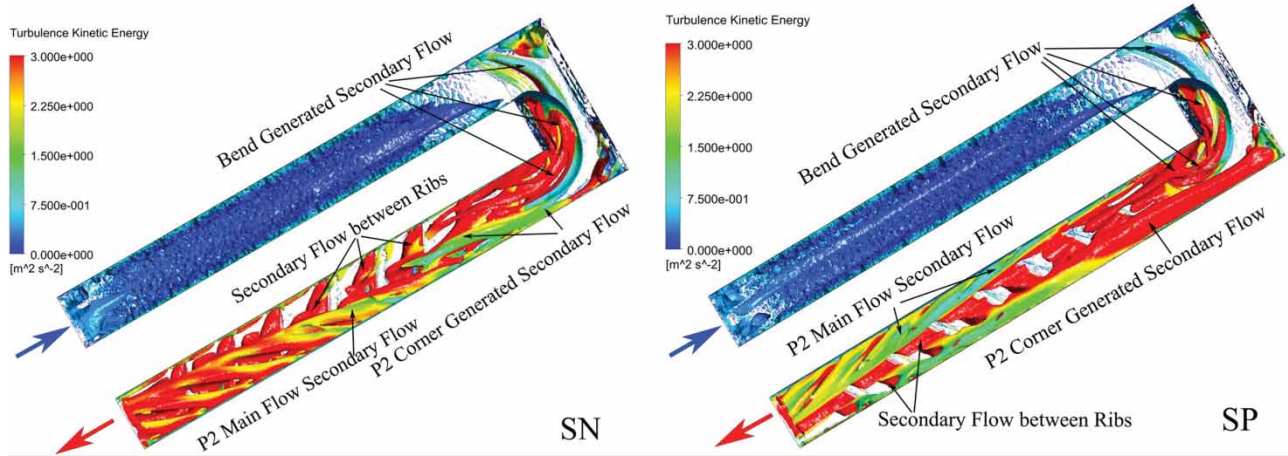 Turbulence Kinetic Energy
3.000e+000
2.250e+000
1.500e+000
7.500e-001
0.000e+000
[m^2 s^-2]
Bend Generated Secondary Flow
Secondary Flow between Ribs
P2 Corner Generated Secondary Flow
P2 Main Flow Secondary Flow
SN
Turbulence Kinetic Energy
3.000e+000
2.250e+000
1.500e+000
7.500e-001
0.000e+000
[m^2 s^-2]
Bend Generated Secondary Flow
P2 Main Flow Secondary Flow
P2 Corner Generated Secondary Flow
Secondary Flow between Ribs
SP